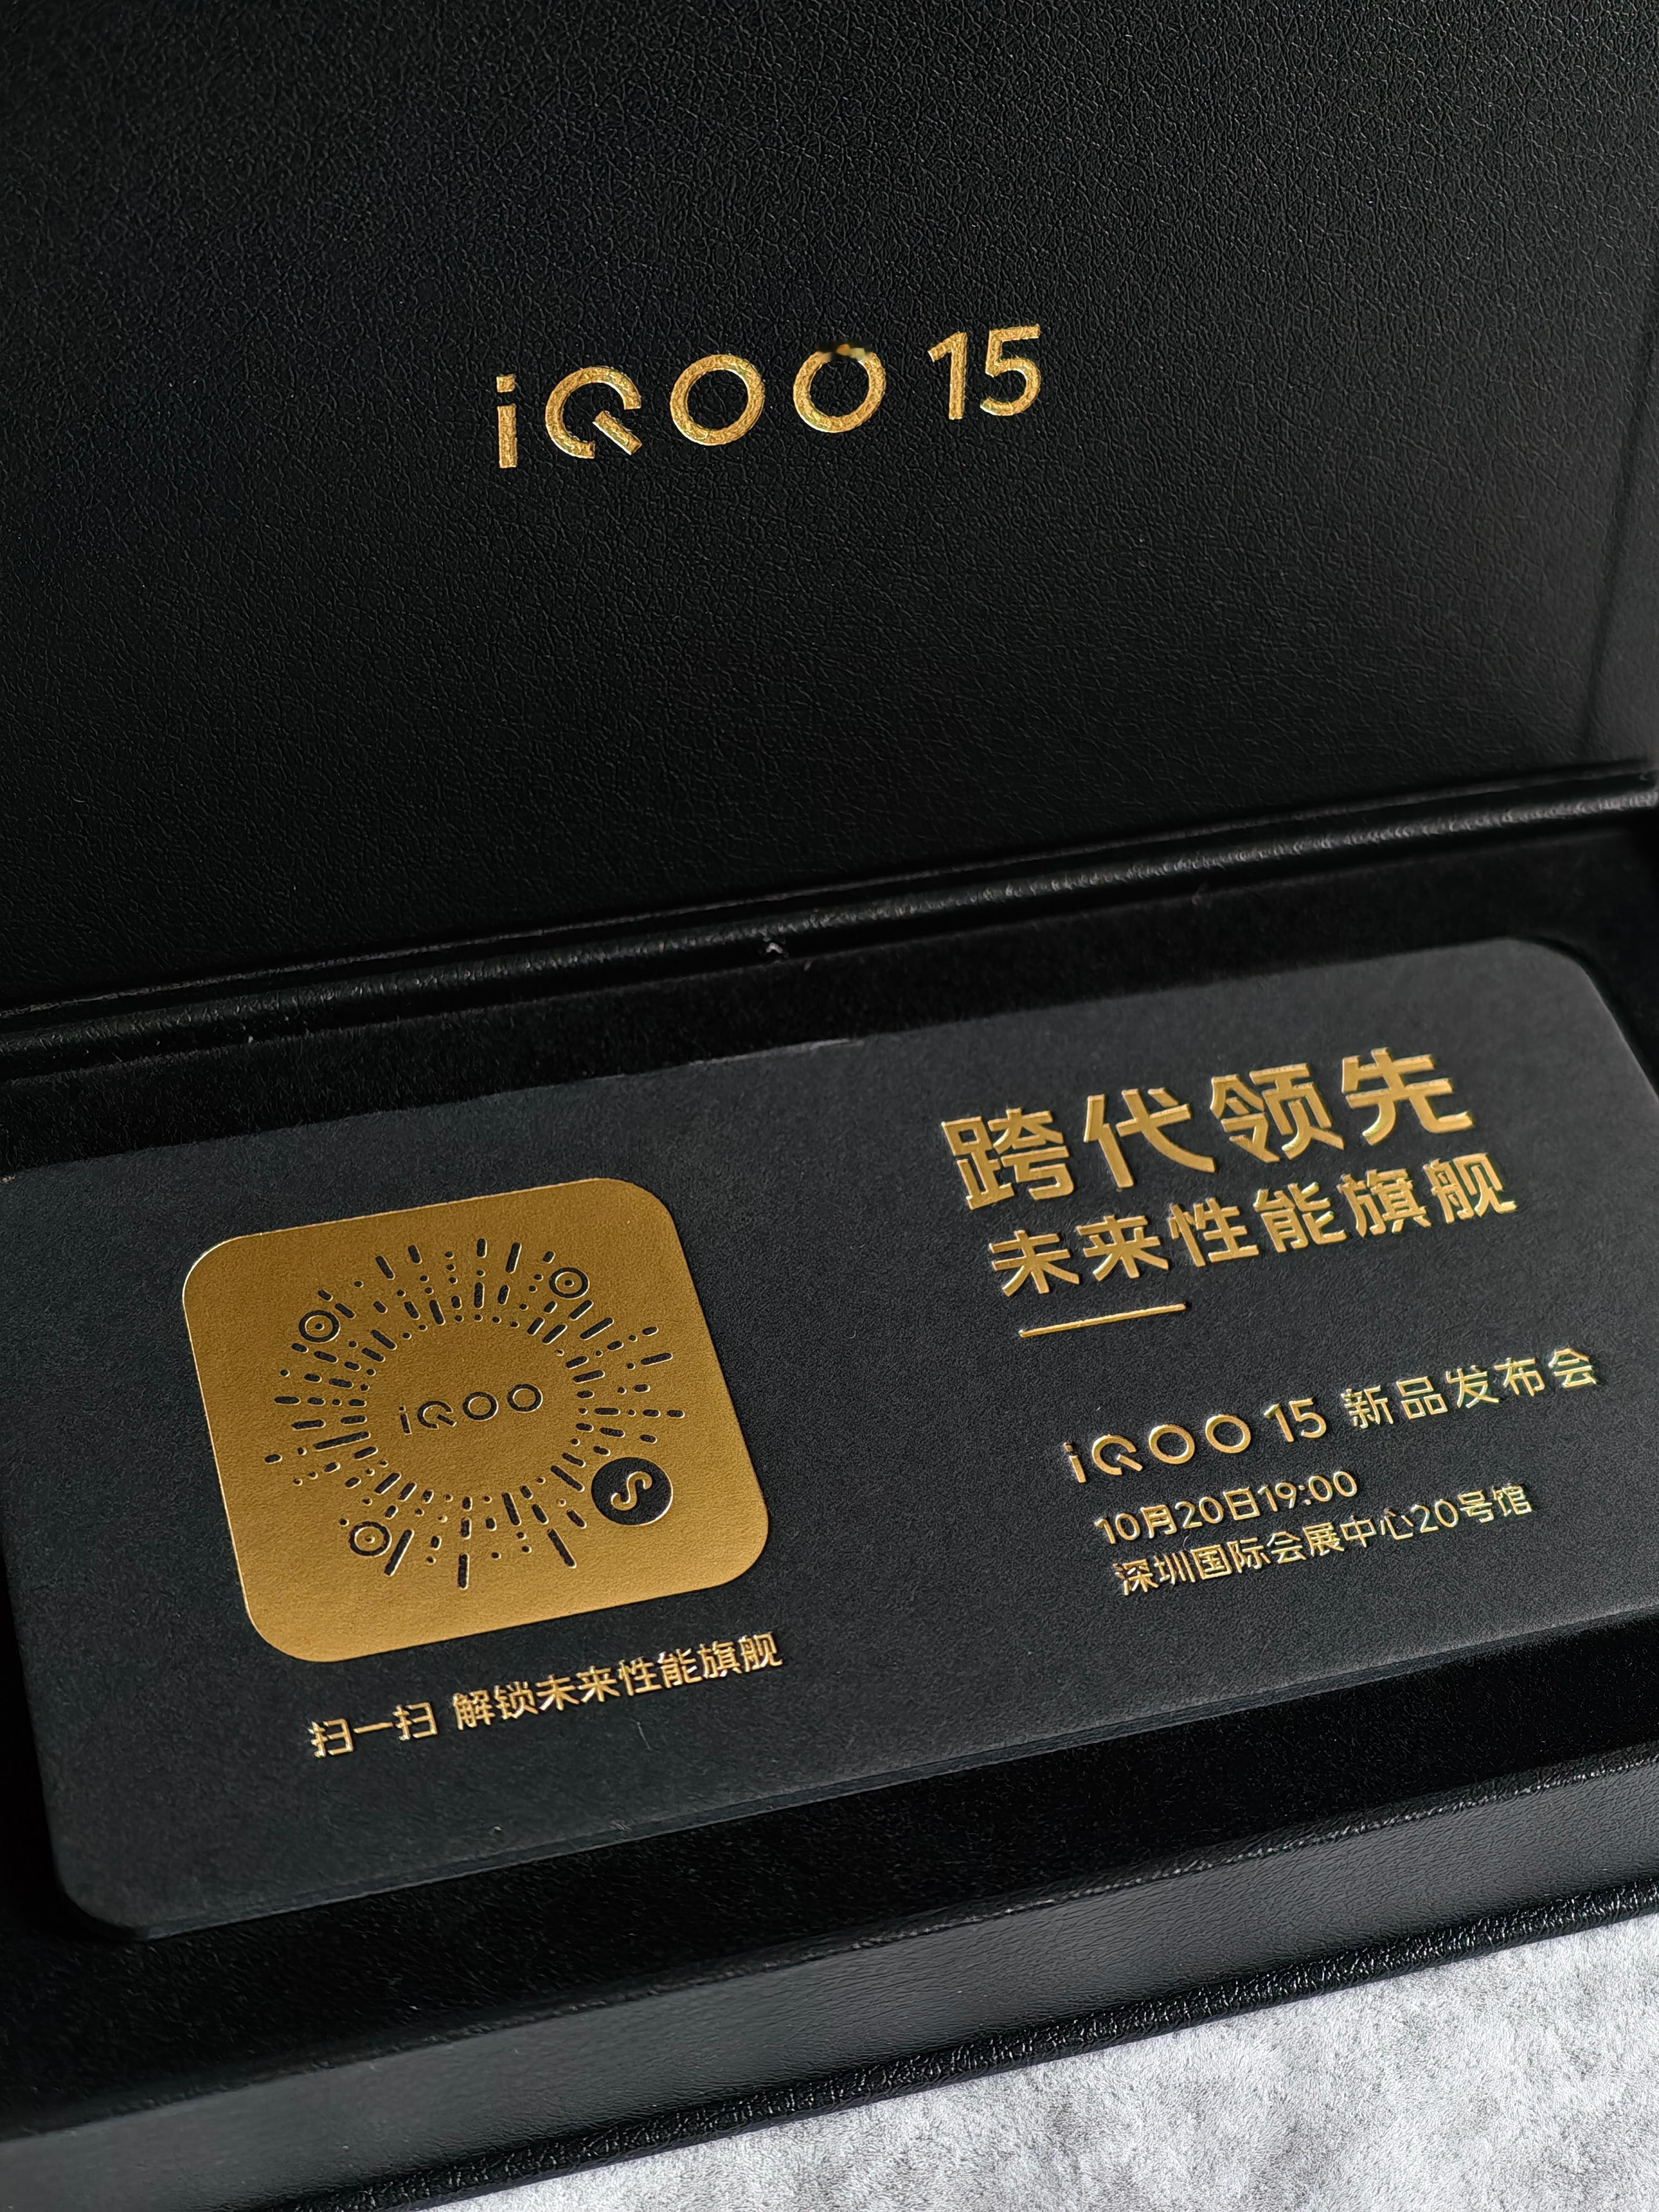 iQOO 15
跨代领先
未来性能旗舰
iQOO 15 新品发布会
10月20日19:00
深圳国际会展中心20号馆
iQOO
扫一扫 解锁未来性能旗舰